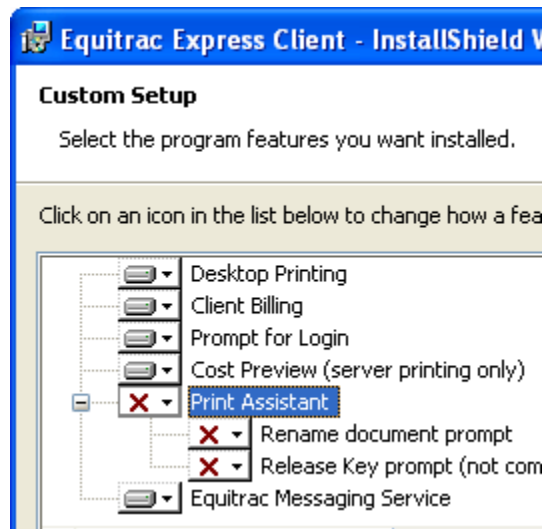 Equitrac Express Client - InstallShield
Custom Setup
Select the program features you want installed.
Click on an icon in the list below to change how a
Desktop Printing
Client Billing
Prompt for Login
Cost Preview (server printing only)
Print Assistant
Rename document prompt
Release Key prompt (not
Equitrac Messaging Service